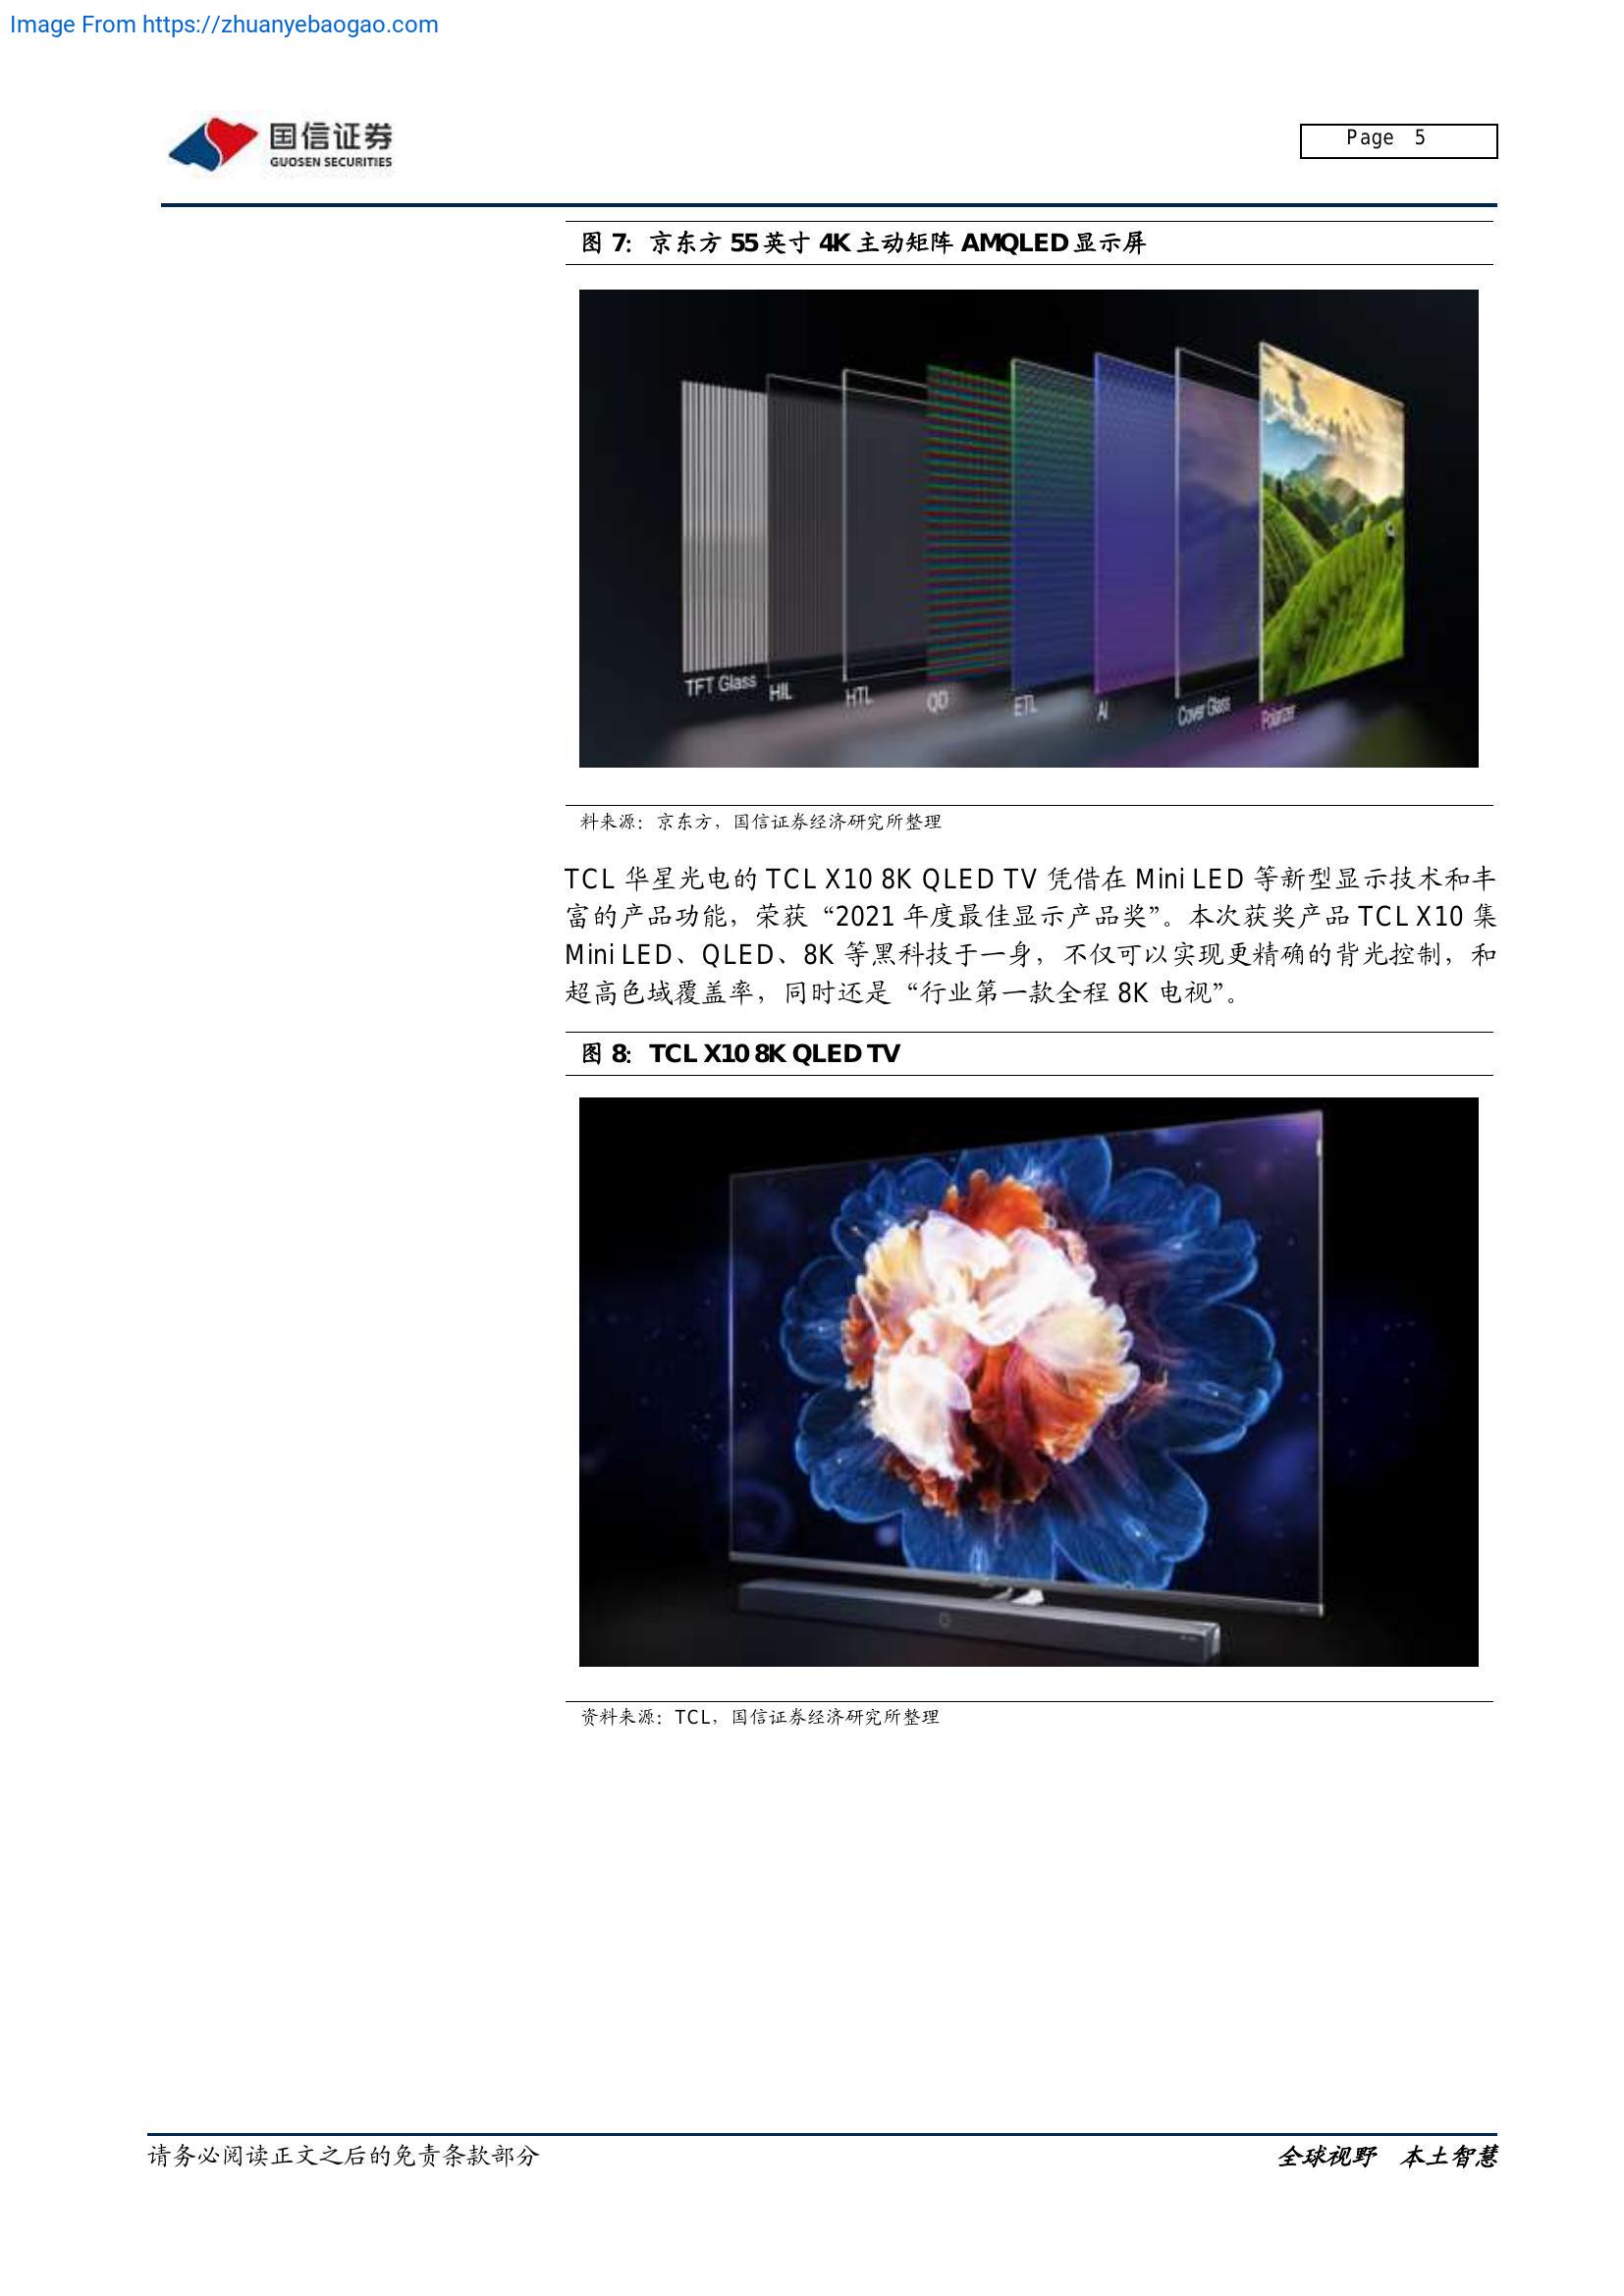 Image From https://zhuanyebaogao.com
国信证券
GUOSEN SECURITIES
Page 5
图 7：京东方 55 英寸 4K 主动矩阵 AMQLED 显示屏
TFT Glass HIL HTL QD ETL Al Cover Glass Polarizer
料来源：京东方，国信证券经济研究所整理
TCL 华星光电的 TCL X10 8K QLED TV 凭借在 Mini LED 等新型显示技术和丰
富的产品功能，荣获“2021 年度最佳显示产品奖”。本次获奖产品 TCL X10 集
Mini LED、QLED、8K 等黑科技于一身，不仅可以实现更精确的背光控制，和
超高色域覆盖率，同时还是“行业第一款全程 8K 电视”。
图 8：TCL X10 8K QLED TV
资料来源：TCL，国信证券经济研究所整理
请务必阅读正文之后的免责条款部分
全球视野 本土智慧